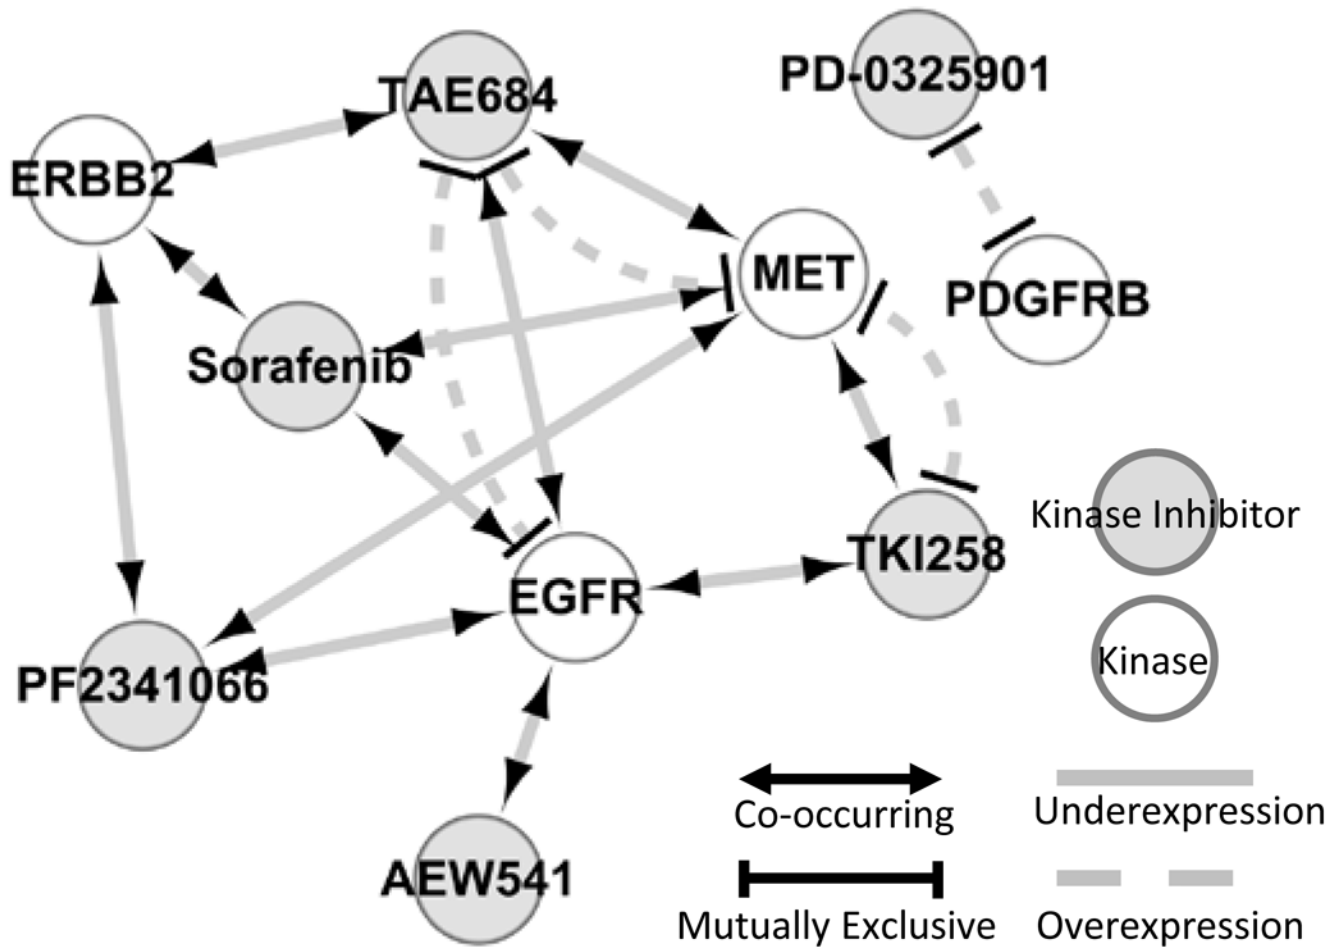 TAE684
PD-0325901
ERBB2
MET
PDGFRB
Sorafenib
Kinase Inhibitor
TKI258
EGFR
Kinase
PF2341066
Co-occurring
Underexpression
AEW541
Mutually Exclusive
Overexpression